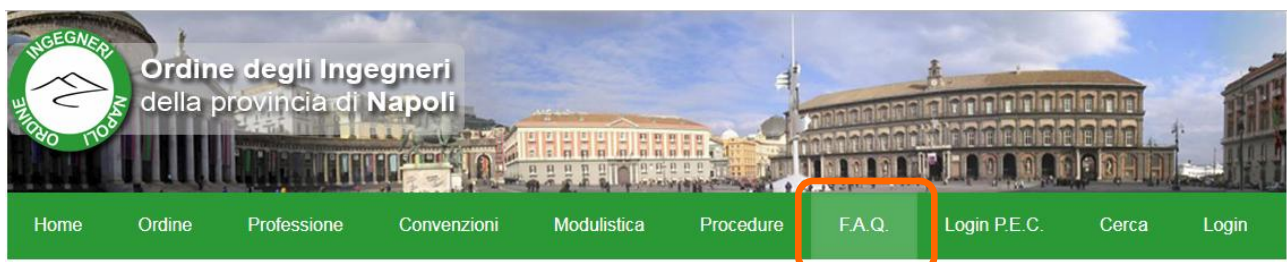 INGEGNERI
NAPOLI
ORDINE
Ordine degli Ingegneri
della provincia di Napoli
Home Ordine Professione Convenzioni Modulistica Procedure F.A.Q. Login P.E.C. Cerca Login